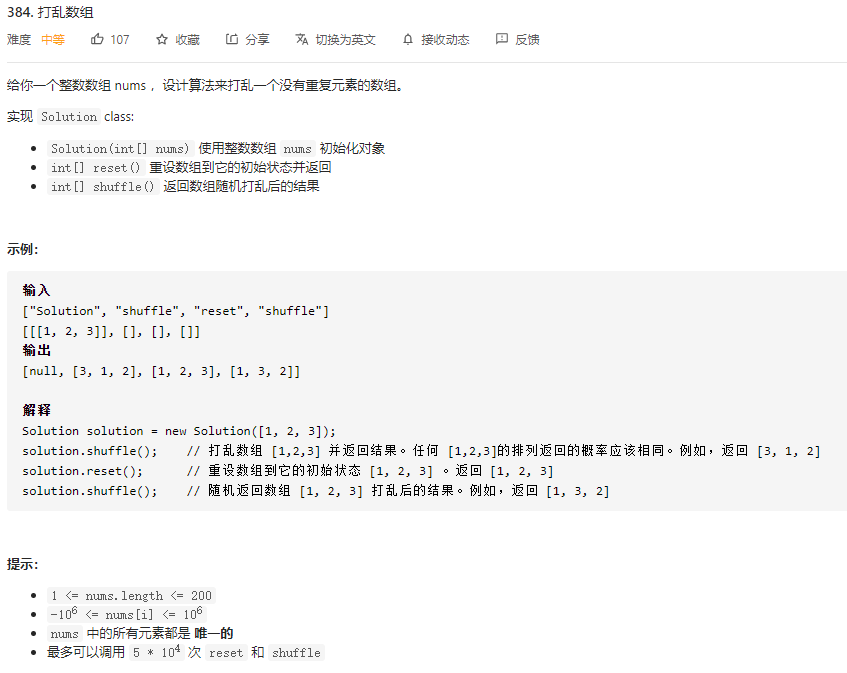 384. 打乱数组
难度 中等 107 收藏 分享 切换为英文 接收动态 反馈
给你一个整数数组 nums ，设计算法来打乱一个没有重复元素的数组。
实现 Solution class:
Solution(int[] nums) 使用整数数组 nums 初始化对象
int[] reset() 重设数组到它的初始状态并返回
int[] shuffle() 返回数组随机打乱后的结果
示例：
输入
["Solution", "shuffle", "reset", "shuffle"]
[[[1, 2, 3]], [], [], []]
输出
[null, [3, 1, 2], [1, 2, 3], [1, 3, 2]]
解释
Solution solution = new Solution([1, 2, 3]);
solution.shuffle();    // 打乱数组 [1,2,3] 并返回结果。任何 [1,2,3]的排列返回的概率应该相同。例如，返回 [3, 1, 2]
solution.reset();      // 重设数组到它的初始状态 [1, 2, 3] 。返回 [1, 2, 3]
solution.shuffle();    // 随机返回数组 [1, 2, 3] 打乱后的结果。例如，返回 [1, 3, 2]
提示：
1 <= nums.length <= 200
-10⁶ <= nums[i] <= 10⁶
nums 中的所有元素都是 唯一的
最多可以调用 5 * 10⁴ 次 reset 和 shuffle